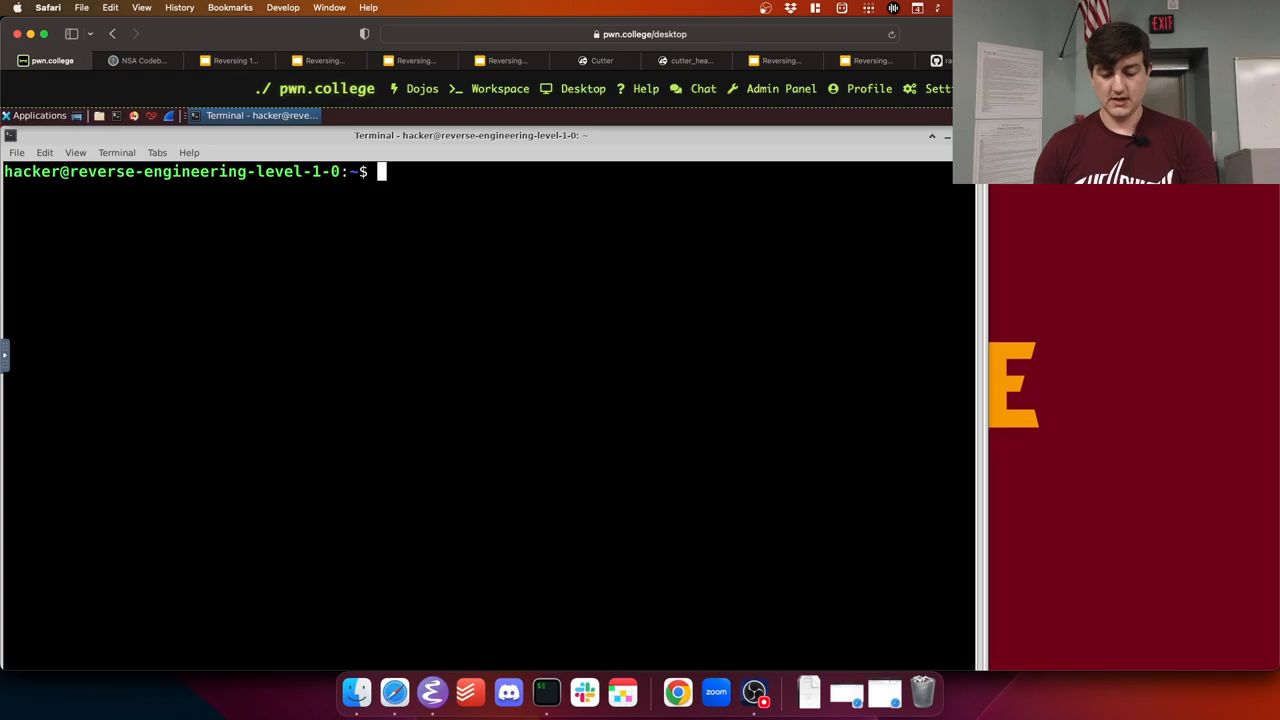 Safari File Edit View History Bookmarks Develop Window Help
4
pwn.college/desktop
pwn.college NSA Codeb... Reversing 1... Reversing... Reversing... Reversing... Cutter cutter_hea... Reversing... Reversing... ra
./ pwn.college Dojos Workspace Desktop ? Help Chat Admin Panel Profile Sett
Applications Terminal - hacker@reve...
Terminal - hacker@reverse-engineering-level-1-0: ~
File Edit View Terminal Tabs Help
hacker@reverse-engineering-level-1-0:~$
EXIT
E
zoom